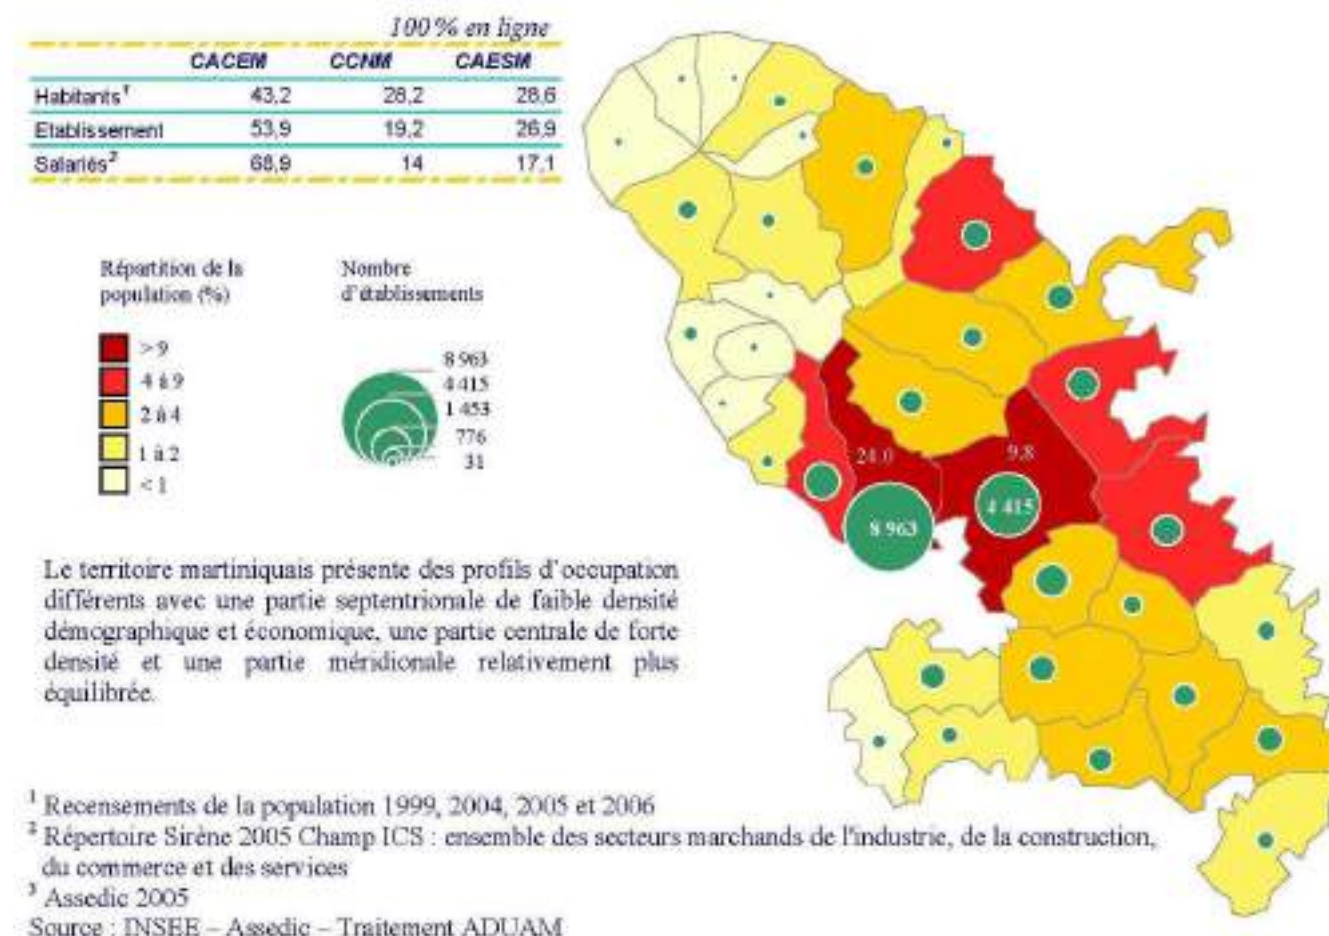 100 % en ligne
CACEM CCNM CAESM
Habitants¹ 43,2 28,2 28,6
Etablissement 53,9 19,2 26,9
Salariés² 68,9 14 17,1
Répartition de la
population (%)
> 9
4 à 9
2 à 4
1 à 2
< 1
Nombre
d'établissements
8 963
4 415
1 453
776
31
24.0
9.8
8 963
4 415
Le territoire martiniquais présente des profils d'occupation
différents avec une partie septentrionale de faible densité
démographique et économique, une partie centrale de forte
densité et une partie méridionale relativement plus
équilibrée.
¹ Recensements de la population 1999, 2004, 2005 et 2006
² Répertoire Sirène 2005 Champ ICS : ensemble des secteurs marchands de l'industrie, de la construction,
du commerce et des services
³ Assedic 2005
Source : INSEE – Assedic – Traitement ADUAM